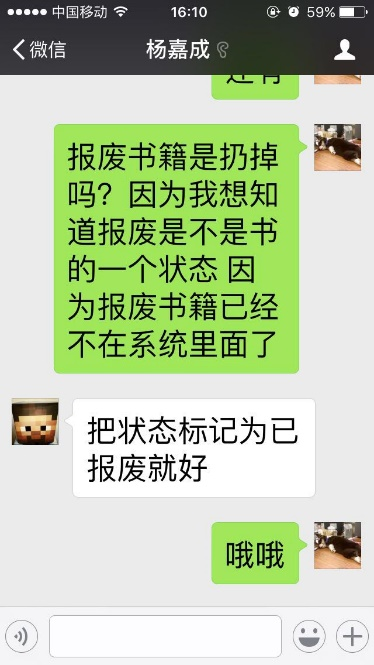 中国移动 16:10 59%
微信 杨嘉成
还有
报废书籍是扔掉
吗？因为我想知
道报废是不是书
的一个状态 因
为报废书籍已经
不在系统里面了
把状态标记为已
报废就好
哦哦